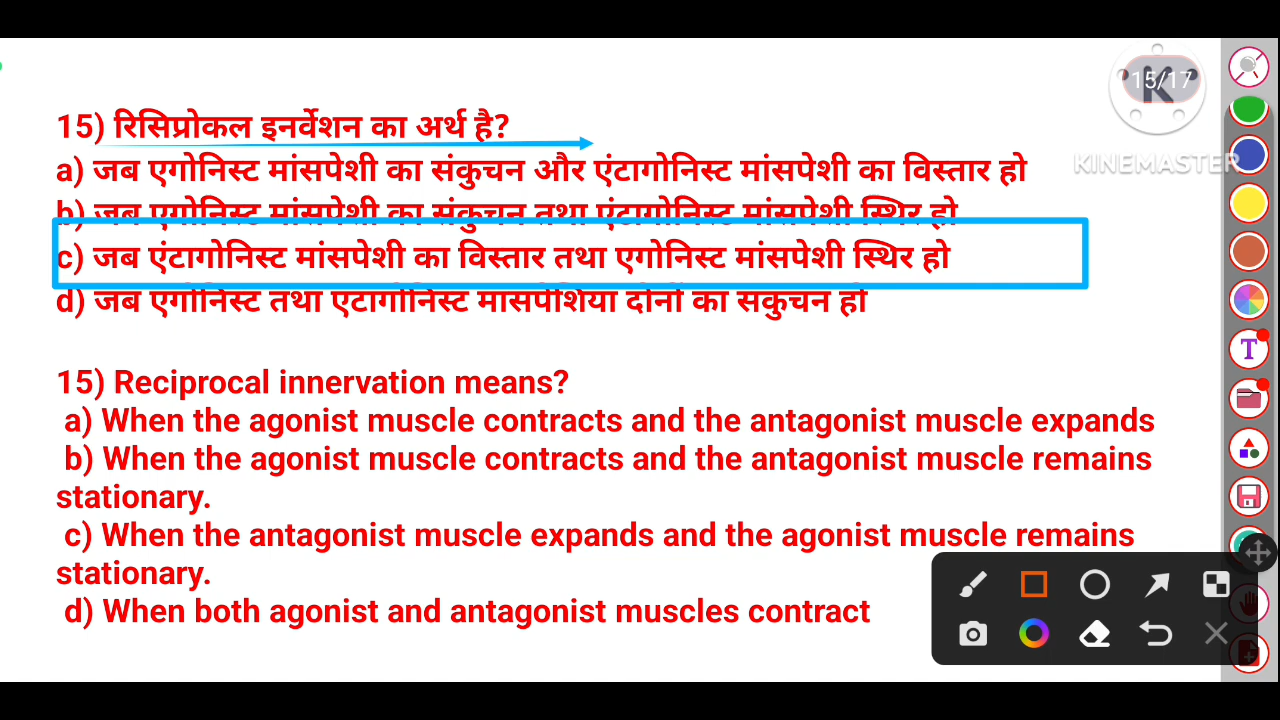 15/17
KINEMASTER
15) रिसिप्रोकल इनर्वेशन का अर्थ है?
a) जब एगोनिस्ट मांसपेशी का संकुचन और एंटागोनिस्ट मांसपेशी का विस्तार हो
b) जब एगोनिस्ट मांसपेशी का संकुचन तथा एंटागोनिस्ट मांसपेशी स्थिर हो
c) जब एंटागोनिस्ट मांसपेशी का विस्तार तथा एगोनिस्ट मांसपेशी स्थिर हो
d) जब एगोनिस्ट तथा एंटागोनिस्ट मांसपेशियां दोनों का संकुचन हो
15) Reciprocal innervation means?
a) When the agonist muscle contracts and the antagonist muscle expands
b) When the agonist muscle contracts and the antagonist muscle remains
stationary.
c) When the antagonist muscle expands and the agonist muscle remains
stationary.
d) When both agonist and antagonist muscles contract